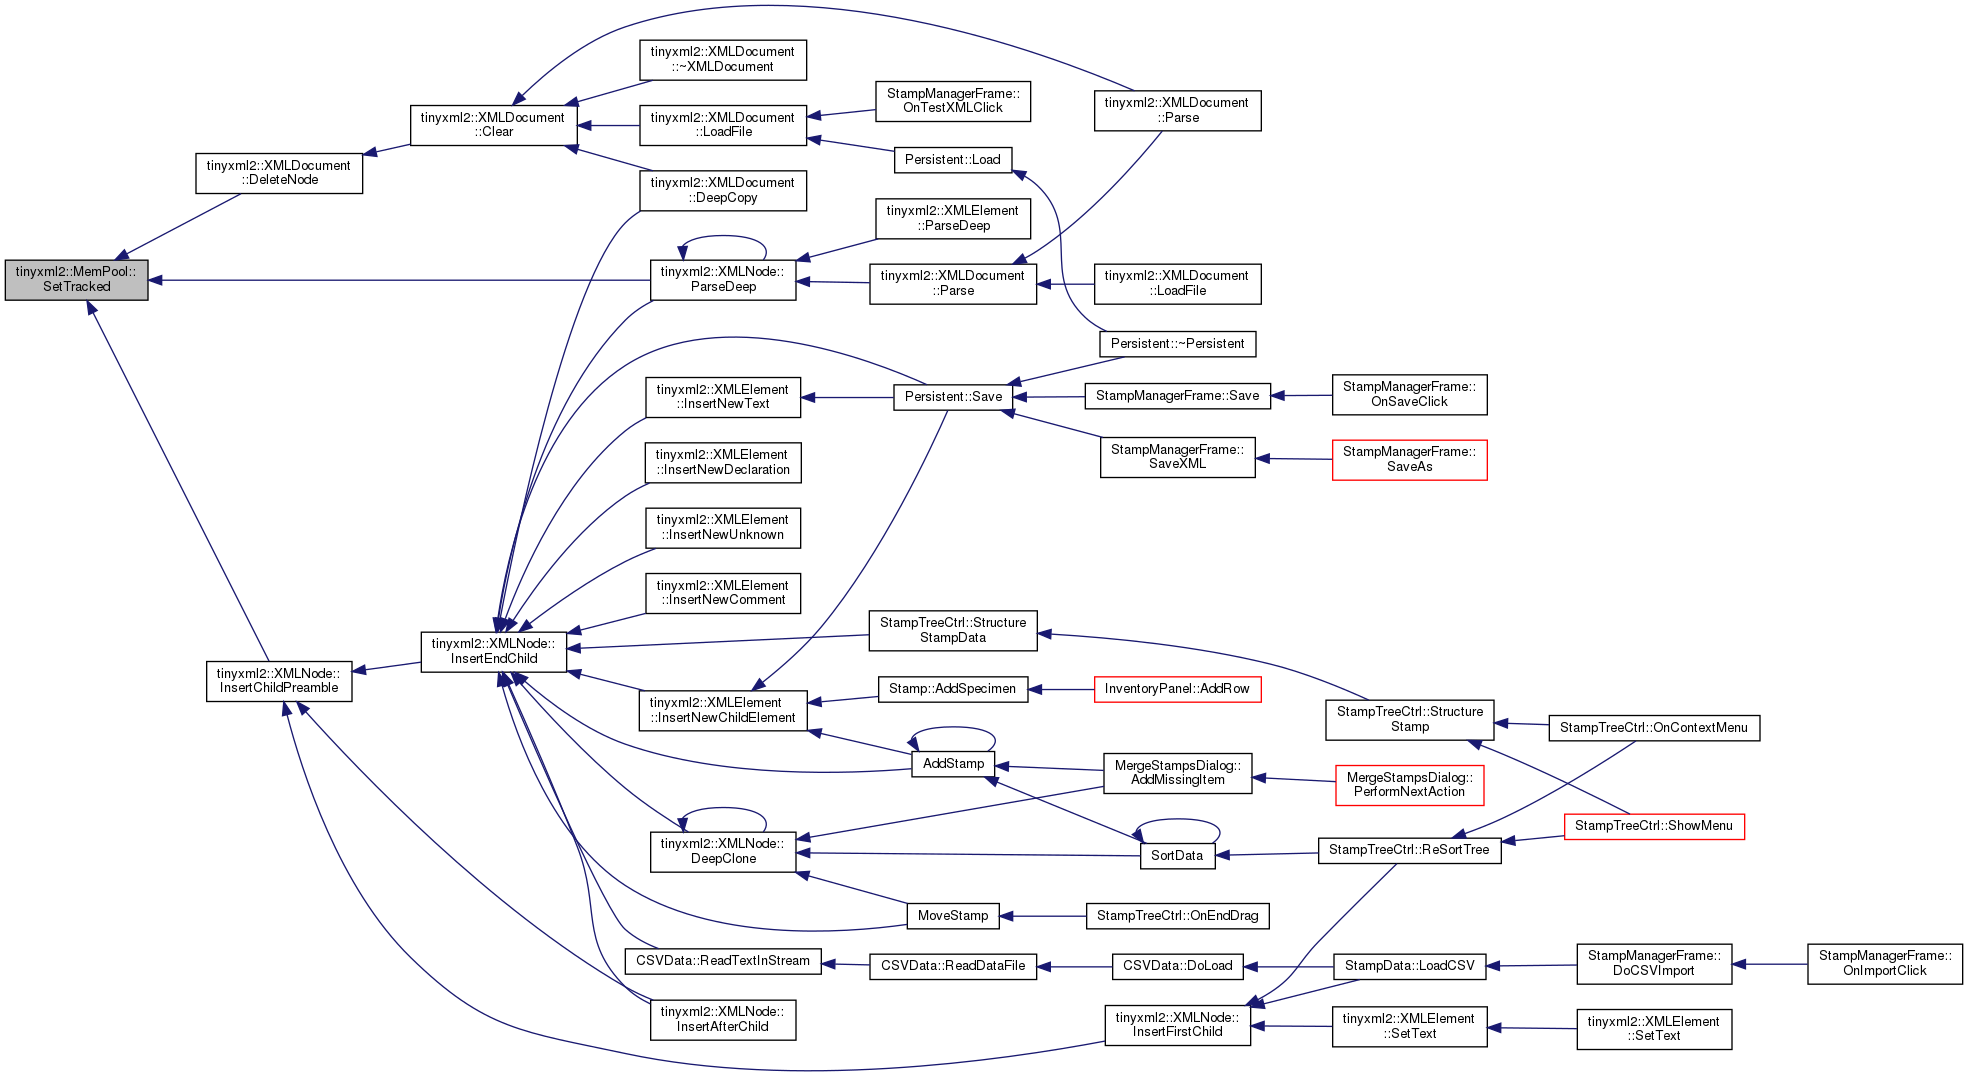 tinyxml2::MemPool::
SetTracked
tinyxml2::XMLDocument
::DeleteNode
tinyxml2::XMLDocument
::Clear
tinyxml2::XMLDocument
::~XMLDocument
tinyxml2::XMLDocument
::LoadFile
tinyxml2::XMLDocument
::DeepCopy
StampManagerFrame::
OnTestXMLClick
Persistent::Load
tinyxml2::XMLDocument
::Parse
tinyxml2::XMLNode::
ParseDeep
tinyxml2::XMLElement
::ParseDeep
tinyxml2::XMLDocument
::Parse
tinyxml2::XMLDocument
::LoadFile
Persistent::~Persistent
tinyxml2::XMLElement
::InsertNewText
Persistent::Save
StampManagerFrame::Save
StampManagerFrame::
OnSaveClick
StampManagerFrame::
SaveXML
StampManagerFrame::
SaveAs
tinyxml2::XMLElement
::InsertNewDeclaration
tinyxml2::XMLElement
::InsertNewUnknown
tinyxml2::XMLElement
::InsertNewComment
tinyxml2::XMLNode::
InsertChildPreamble
tinyxml2::XMLNode::
InsertEndChild
StampTreeCtrl::Structure
StampData
tinyxml2::XMLElement
::InsertNewChildElement
Stamp::AddSpecimen
InventoryPanel::AddRow
StampTreeCtrl::Structure
Stamp
StampTreeCtrl::OnContextMenu
AddStamp
MergeStampsDialog::
AddMissingItem
MergeStampsDialog::
PerformNextAction
StampTreeCtrl::ShowMenu
tinyxml2::XMLNode::
DeepClone
SortData
StampTreeCtrl::ReSortTree
MoveStamp
StampTreeCtrl::OnEndDrag
CSVData::ReadTextInStream
CSVData::ReadDataFile
CSVData::DoLoad
StampData::LoadCSV
StampManagerFrame::
DoCSVImport
StampManagerFrame::
OnImportClick
tinyxml2::XMLNode::
InsertAfterChild
tinyxml2::XMLNode::
InsertFirstChild
tinyxml2::XMLElement
::SetText
tinyxml2::XMLElement
::SetText